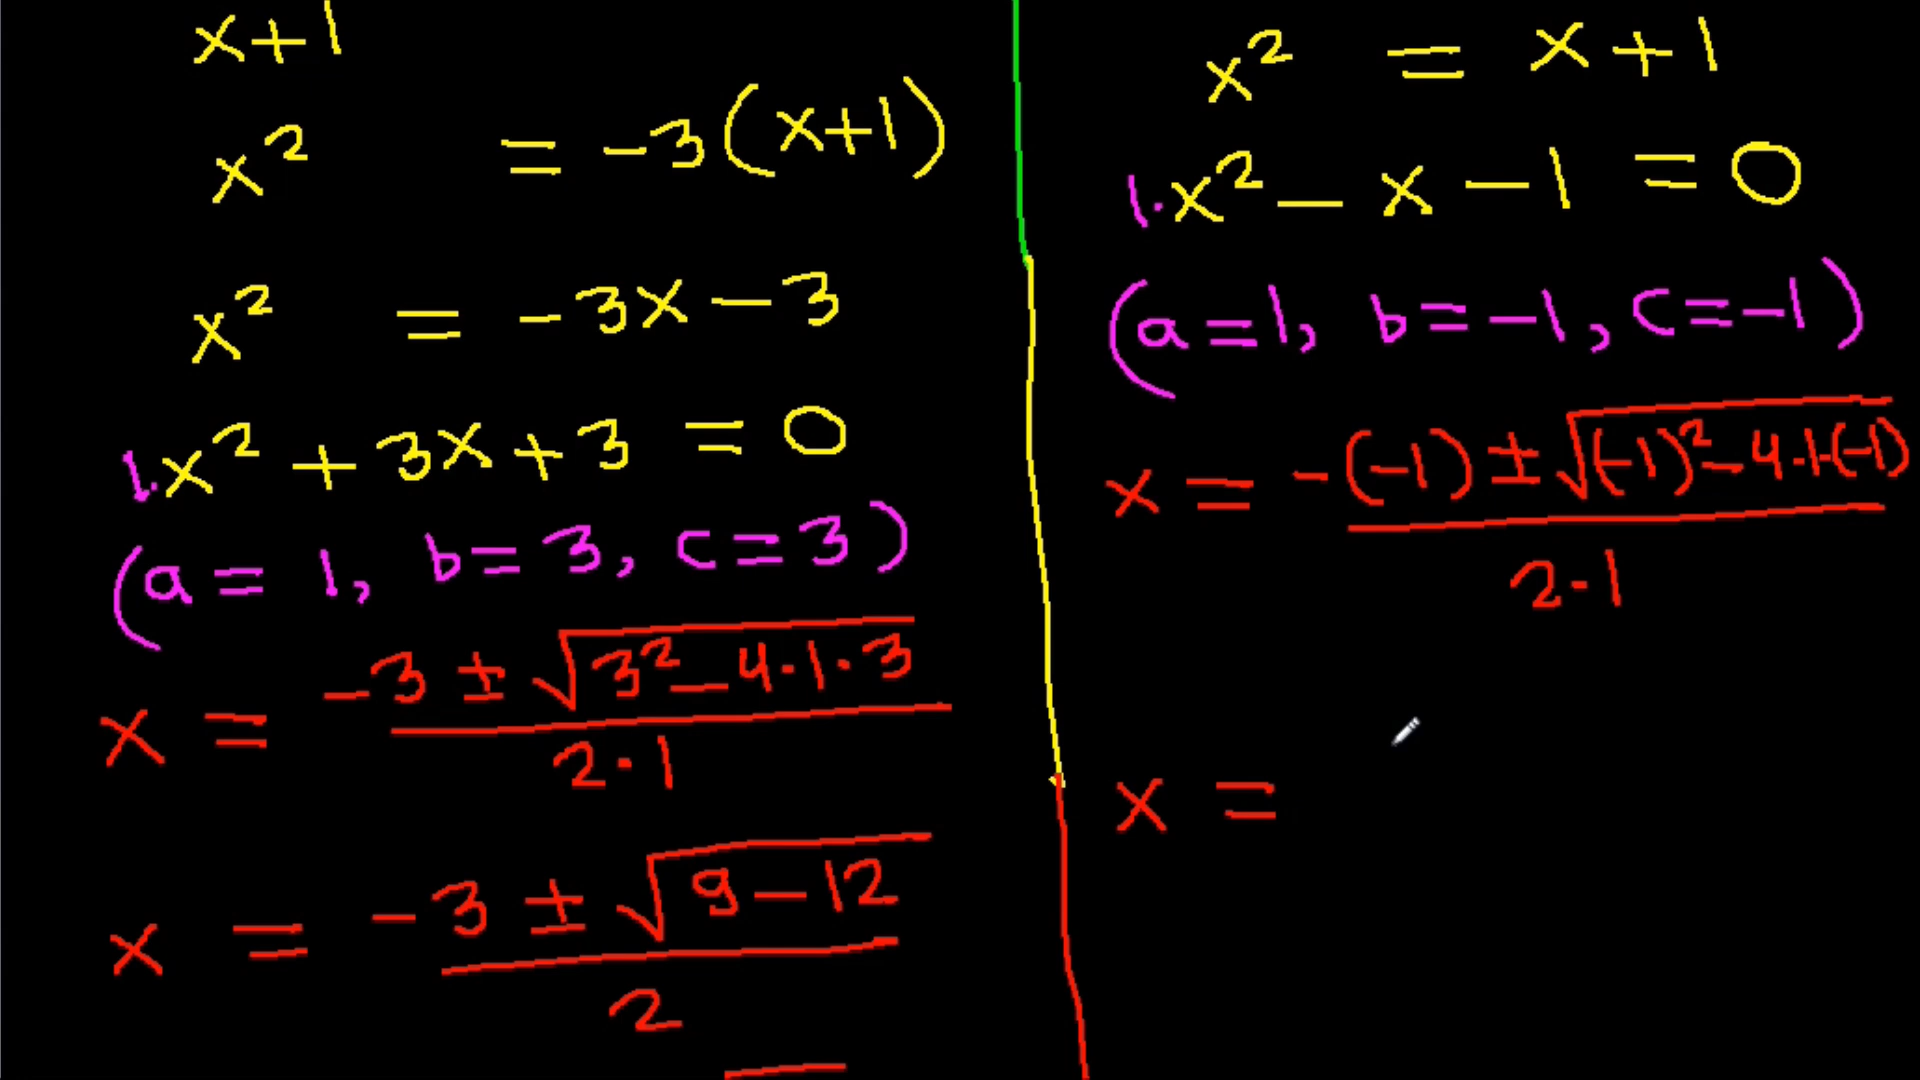 x+1
x² = -3(x+1)
x² = -3x-3
1.x² + 3x+3 = 0
(a = 1, b = 3, c = 3)
x = -3 ± √3²-4·1·3
2·1
x = -3 ± √9-12
2
x² = x+1
1.x² - x - 1 = 0
(a=1, b=-1, c=-1)
x = -(-1) ± √(-1)²-4·1·(-1)
2·1
x =